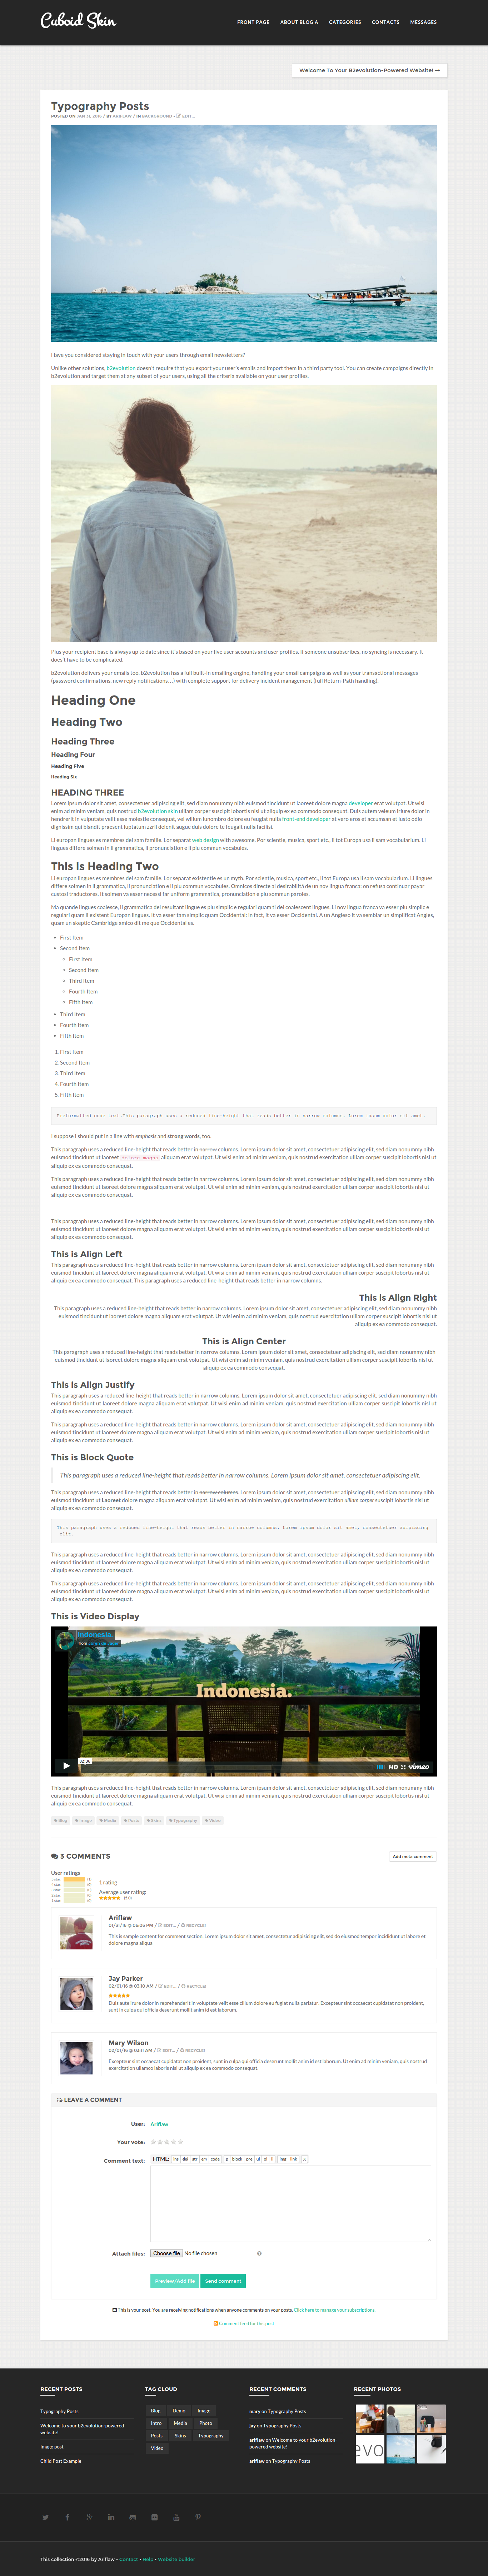 Cuboid Skin
FRONT PAGE
ABOUT BLOG A
CATEGORIES
CONTACTS
MESSAGES
Welcome To Your B2evolution-Powered Website!
Typography Posts
POSTED ON JAN 31, 2016 / BY ARIFLAW / IN BACKGROUND • EDIT...
Have you considered staying in touch with your users through email newsletters?
Unlike other solutions, b2evolution doesn't require that you export your user's emails and import them in a third party tool. You can create campaigns directly in
b2evolution and target them at any subset of your users, using all the criteria available on your user profiles.
Plus your recipient base is always up to date since it's based on your live user accounts and user profiles. If someone unsubscribes, no syncing is necessary. It
doesn't have to be complicated.
b2evolution delivers your emails too. b2evolution has a full built-in emailing engine, handling your email campaigns as well as your transactional messages
(password confirmations, new reply notifications…) with complete support for delivery incident management (full Return-Path handling).
Heading One
Heading Two
Heading Three
Heading Four
Heading Five
Heading Six
HEADING THREE
Lorem ipsum dolor sit amet, consectetuer adipiscing elit, sed diam nonummy nibh euismod tincidunt ut laoreet dolore magna developer erat volutpat. Ut wisi
enim ad minim veniam, quis nostrud b2evolution skin ullam corper suscipit lobortis nisl ut aliquip ex ea commodo consequat. Duis autem veleum iriure dolor in
hendrerit in vulputate velit esse molestie consequat, vel willum lunombro dolore eu feugiat nulla front-end developer at vero eros et accumsan et iusto odio
dignissim qui blandit praesent luptatum zzril delenit augue duis dolore te feugait nulla facilisi.
Li european lingues es membres del sam familie. Lor separat web design with awesome. Por scientie, musica, sport etc., li tot Europa usa li sam vocabularium. Li
lingues differe solmen in li grammatica, li pronunciation e li plu commun vocabules.
This is Heading Two
Li europan lingues es membres del sam familie. Lor separat existentie es un myth. Por scientie, musica, sport etc., li tot Europa usa li sam vocabularium. Li lingues
differe solmen in li grammatica, li pronunciation e li plu commun vocabules. Omnicos directe al desirabilità de un nov lingua franca: on refusa continuar payar
custosi traductores. It solmen va esser necessi far uniform grammatica, pronunciation e plu sommun paroles.
Ma quande lingues coalesce, li grammatica del resultant lingue es plu simplic e regulari quam ti del coalescent lingues. Li nov lingua franca va esser plu simplic e
regulari quam li existent Europan lingues. It va esser tam simplic quam Occidental: in fact, it va esser Occidental. A un Angleso it va semblar un simplificat Angles,
quam un skeptic Cambridge amico dit me que Occidental es.
First Item
Second Item
First Item
Second Item
Third Item
Fourth Item
Fifth Item
Third Item
Fourth Item
Fifth Item
1. First Item
2. Second Item
3. Third Item
4. Fourth Item
5. Fifth Item
Preformatted code text.This paragraph uses a reduced line-height that reads better in narrow columns. Lorem ipsum dolor sit amet.
I suppose I should put in a line with emphasis and strong words, too.
This paragraph uses a reduced line-height that reads better in narrow columns. Lorem ipsum dolor sit amet, consectetuer adipiscing elit, sed diam nonummy nibh
euismod tincidunt ut laoreet dolore magna aliquam erat volutpat. Ut wisi enim ad minim veniam, quis nostrud exercitution ullam corper suscipit lobortis nisl ut
aliquip ex ea commodo consequat.
This paragraph uses a reduced line-height that reads better in narrow columns. Lorem ipsum dolor sit amet, consectetuer adipiscing elit, sed diam nonummy nibh
euismod tincidunt ut laoreet dolore magna aliquam erat volutpat. Ut wisi enim ad minim veniam, quis nostrud exercitution ullam corper suscipit lobortis nisl ut
aliquip ex ea commodo consequat.
This paragraph uses a reduced line-height that reads better in narrow columns. Lorem ipsum dolor sit amet, consectetuer adipiscing elit, sed diam nonummy nibh
euismod tincidunt ut laoreet dolore magna aliquam erat volutpat. Ut wisi enim ad minim veniam, quis nostrud exercitution ullam corper suscipit lobortis nisl ut
aliquip ex ea commodo consequat.
This is Align Left
This paragraph uses a reduced line-height that reads better in narrow columns. Lorem ipsum dolor sit amet, consectetuer adipiscing elit, sed diam nonummy nibh
euismod tincidunt ut laoreet dolore magna aliquam erat volutpat. Ut wisi enim ad minim veniam, quis nostrud exercitution ullam corper suscipit lobortis nisl ut
aliquip ex ea commodo consequat. This paragraph uses a reduced line-height that reads better in narrow columns.
This is Align Right
This paragraph uses a reduced line-height that reads better in narrow columns. Lorem ipsum dolor sit amet, consectetuer adipiscing elit, sed diam nonummy nibh
euismod tincidunt ut laoreet dolore magna aliquam erat volutpat. Ut wisi enim ad minim veniam, quis nostrud exercitution ullam corper suscipit lobortis nisl ut
aliquip ex ea commodo consequat.
This is Align Center
This paragraph uses a reduced line-height that reads better in narrow columns. Lorem ipsum dolor sit amet, consectetuer adipiscing elit, sed diam nonummy nibh
euismod tincidunt ut laoreet dolore magna aliquam erat volutpat. Ut wisi enim ad minim veniam, quis nostrud exercitution ullam corper suscipit lobortis nisl ut
aliquip ex ea commodo consequat.
This is Align Justify
This paragraph uses a reduced line-height that reads better in narrow columns. Lorem ipsum dolor sit amet, consectetuer adipiscing elit, sed diam nonummy nibh
euismod tincidunt ut laoreet dolore magna aliquam erat volutpat. Ut wisi enim ad minim veniam, quis nostrud exercitution ullam corper suscipit lobortis nisl ut
aliquip ex ea commodo consequat.
This paragraph uses a reduced line-height that reads better in narrow columns. Lorem ipsum dolor sit amet, consectetuer adipiscing elit, sed diam nonummy nibh
euismod tincidunt ut laoreet dolore magna aliquam erat volutpat. Ut wisi enim ad minim veniam, quis nostrud exercitution ullam corper suscipit lobortis nisl ut
aliquip ex ea commodo consequat.
This is Block Quote
This paragraph uses a reduced line-height that reads better in narrow columns. Lorem ipsum dolor sit amet, consectetuer adipiscing elit.
This paragraph uses a reduced line-height that reads better in narrow columns. Lorem ipsum dolor sit amet, consectetuer adipiscing elit, sed diam nonummy nibh
euismod tincidunt ut Laoreet dolore magna aliquam erat volutpat. Ut wisi enim ad minim veniam, quis nostrud exercitution ullam corper suscipit lobortis nisl ut
aliquip ex ea commodo consequat.
This paragraph uses a reduced line-height that reads better in narrow columns. Lorem ipsum dolor sit amet, consectetuer adipiscing
elit.
This paragraph uses a reduced line-height that reads better in narrow columns. Lorem ipsum dolor sit amet, consectetuer adipiscing elit, sed diam nonummy nibh
euismod tincidunt ut laoreet dolore magna aliquam erat volutpat. Ut wisi enim ad minim veniam, quis nostrud exercitution ullam corper suscipit lobortis nisl ut
aliquip ex ea commodo consequat.
This paragraph uses a reduced line-height that reads better in narrow columns. Lorem ipsum dolor sit amet, consectetuer adipiscing elit, sed diam nonummy nibh
euismod tincidunt ut laoreet dolore magna aliquam erat volutpat. Ut wisi enim ad minim veniam, quis nostrud exercitution ullam corper suscipit lobortis nisl ut
aliquip ex ea commodo consequat.
This is Video Display
Indonesia.
from
Indonesia.
02:36
HD vimeo
This paragraph uses a reduced line-height that reads better in narrow columns. Lorem ipsum dolor sit amet, consectetuer adipiscing elit, sed diam nonummy nibh
euismod tincidunt ut laoreet dolore magna aliquam erat volutpat. Ut wisi enim ad minim veniam, quis nostrud exercitution ullam corper suscipit lobortis nisl ut
aliquip ex ea commodo consequat.
Blog Image Media Posts Skins Typography Video
3 COMMENTS
Add meta comment
User ratings
5 star (1)
4 star (0)
3 star (0)
2 star (0)
1 star (0)
1 rating
Average user rating:
(5.0)
Ariflaw
01/31/16 @ 06:08 PM / EDIT... / RECYCLE!
This is sample content for comment section. Lorem ipsum dolor sit amet, consectetur adipisicing elit, sed do eiusmod tempor incididunt ut labore et
dolore magna aliqua
Jay Parker
02/01/16 @ 03:10 AM / EDIT... / RECYCLE!
Duis aute irure dolor in reprehenderit in voluptate velit esse cillum dolore eu fugiat nulla pariatur. Excepteur sint occaecat cupidatat non proident,
sunt in culpa qui officia deserunt mollit anim id est laborum
Mary Wilson
02/01/16 @ 03:11 AM / EDIT... / RECYCLE!
Excepteur sint occaecat cupidatat non proident, sunt in culpa qui officia deserunt mollit anim id est laborum. Ut enim ad minim veniam, quis nostrud
exercitation ullamco laboris nisi ut aliquip ex ea commodo consequat.
LEAVE A COMMENT
User: Ariflaw
Your vote:
Comment text:
HTML: ins del str em code p block pre ul ol li img link X
Attach files: Choose file No file chosen
Preview/Add file
Send comment
This is your post. You are receiving notifications when anyone comments on your posts. Click here to manage your subscriptions.
Comment feed for this post
RECENT POSTS
Typography Posts
Welcome to your b2evolution-powered
website!
Image post
Child Post Example
TAG CLOUD
Blog Demo Image
Intro Media Photo
Posts Skins Typography
Video
RECENT COMMENTS
mary on Typography Posts
jay on Typography Posts
ariflaw on Welcome to your b2evolution-
powered website!
ariflaw on Typography Posts
RECENT PHOTOS
evo
This collection ©2016 by Ariflaw • Contact • Help • Website builder